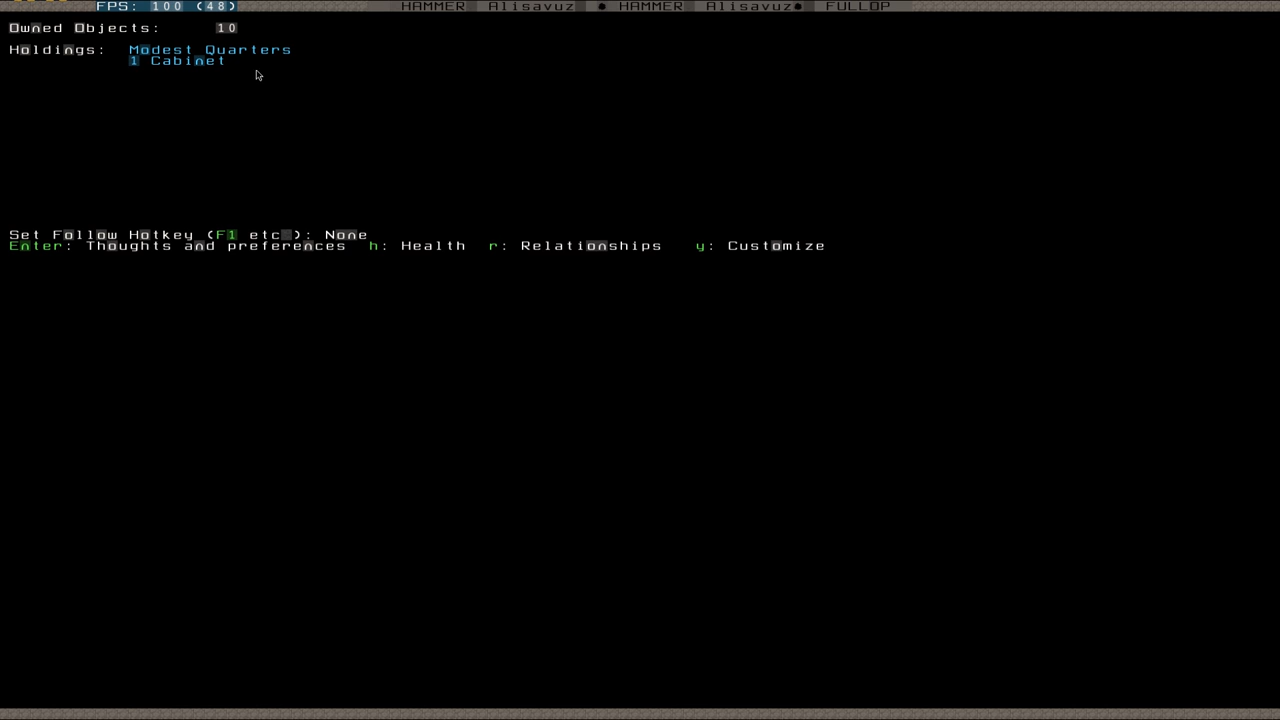 FPS: 100 (48) HAMMER Alisavuz HAMMER Alisavuz FULLOP
Owned Objects: 10
Holdings: Modest Quarters
1 Cabinet
Set Follow Hotkey (F1 etc.): None
Enter: Thoughts and preferences h: Health r: Relationships y: Customize